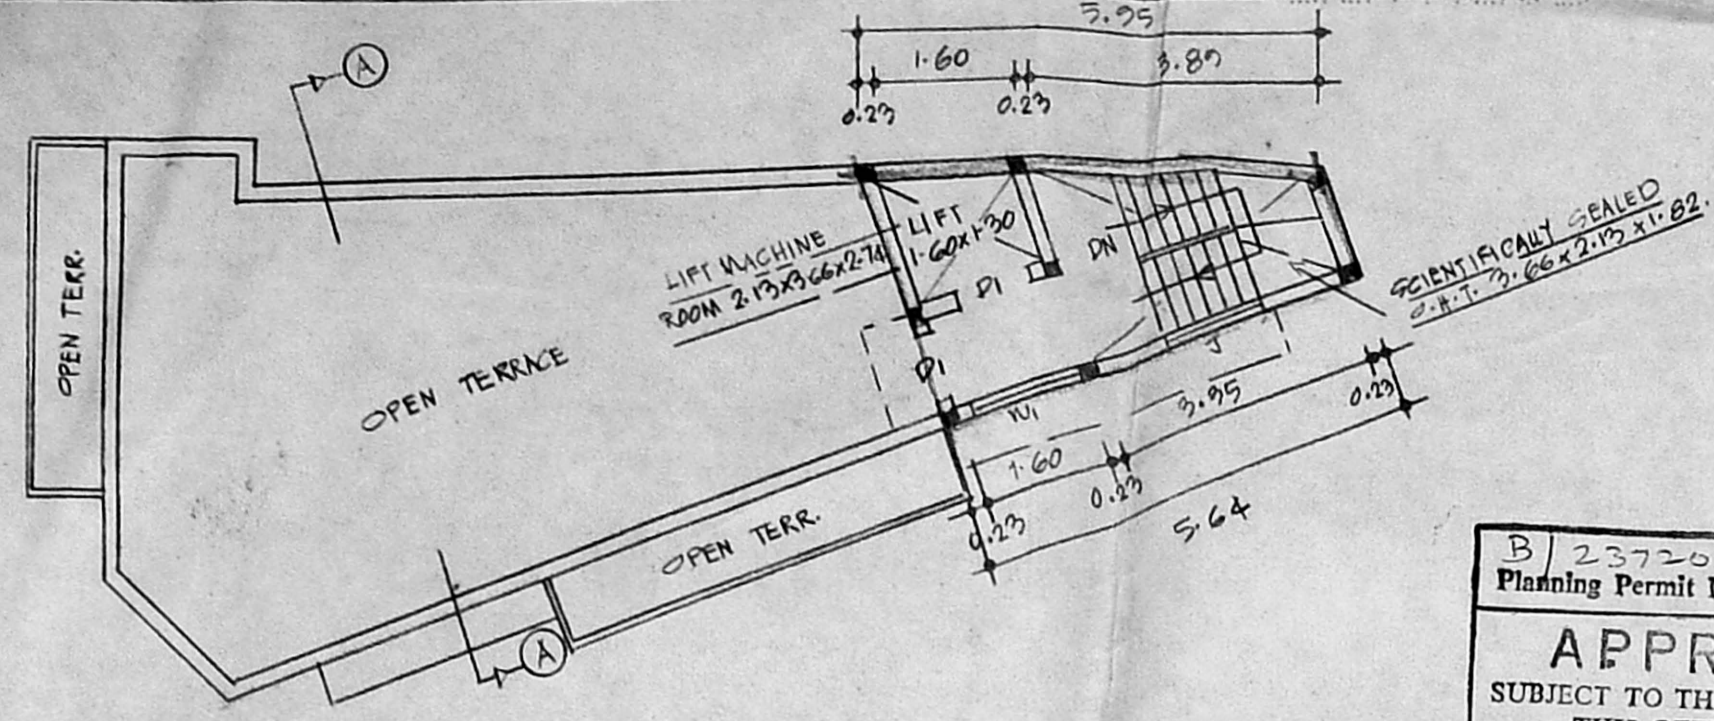 5.95
1.60
3.89
0.23
0.23
A
LIFT MACHINE
ROOM 2.13x3.66x2.74
LIFT
1.60x1.30
DN
D1
D1
SCIENTIFICALLY SEALED
O.H.T. 3.66x2.13x1.82.
OPEN TERR.
OPEN TERRACE
W1
J
3.95
0.23
1.60
0.23
0.23
5.64
OPEN TERR.
A
B/23720
Planning Permit
APPR
SUBJECT TO TH